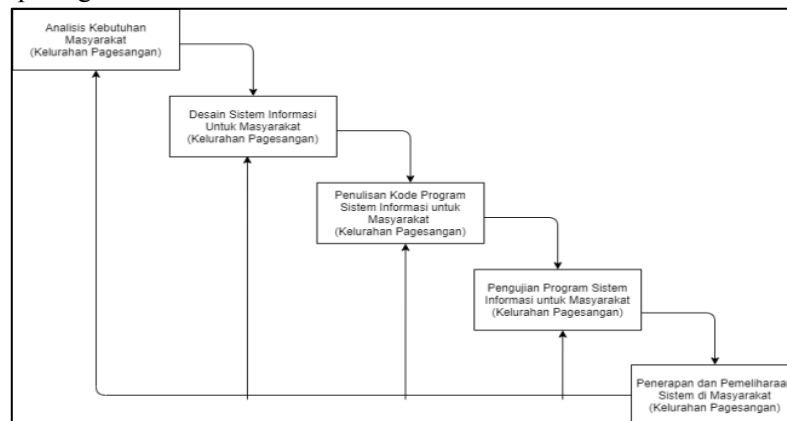 Analisis Kebutuhan
Masyarakat
(Kelurahan Pagesangan)
Desain Sistem Informasi
Untuk Masyarakat
(Kelurahan Pagesangan)
Penulisan Kode Program
Sistem Informasi untuk
Masyarakat
(Kelurahan Pagesangan)
Pengujian Program Sistem
Informasi untuk Masyarakat
(Kelurahan Pagesangan)
Penerapan dan Pemeliharaa
Sistem di Masyarakat
(Kelurahan Pagesangan)